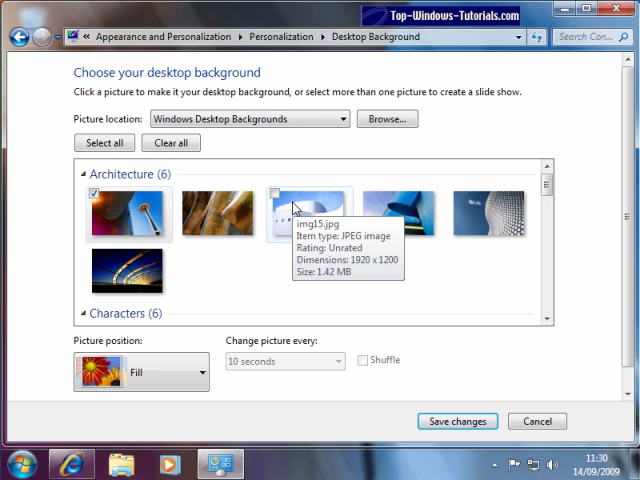 Top-Windows-Tutorials.com
« Appearance and Personalization Personalization Desktop Background
Search Con...
Choose your desktop background
Click a picture to make it your desktop background, or select more than one picture to create a slide show.
Picture location: Windows Desktop Backgrounds Browse...
Select all Clear all
Architecture (6)
img15.jpg
Item type: JPEG image
Rating: Unrated
Dimensions: 1920 x 1200
Size: 1.42 MB
Characters (6)
Picture position: Change picture every:
Fill 10 seconds Shuffle
Save changes Cancel
11:30
14/09/2009